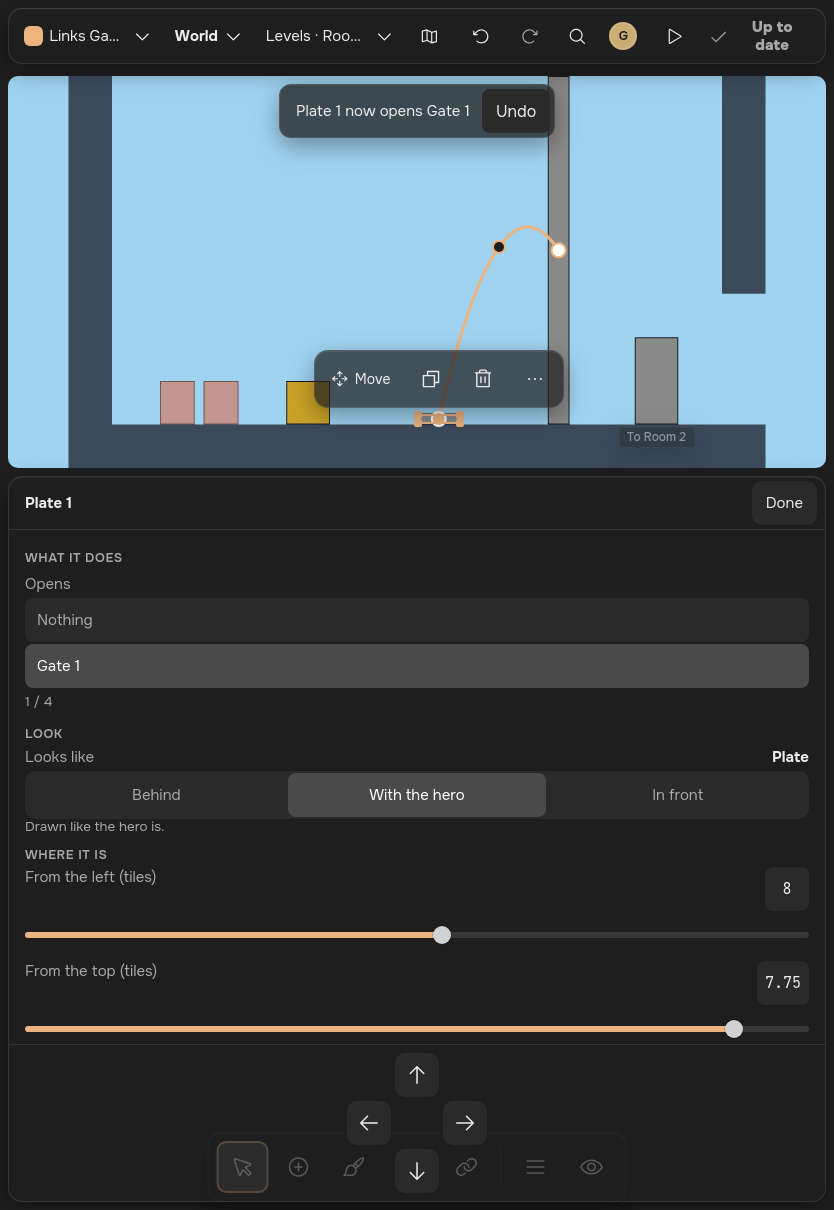 Links Ga...
World
Levels · Roo...
G
Up to
date
Plate 1 now opens Gate 1
Undo
Move
To Room 2
Plate 1
Done
WHAT IT DOES
Opens
Nothing
Gate 1
1 / 4
LOOK
Looks like
Plate
Behind
With the hero
In front
Drawn like the hero is.
WHERE IT IS
From the left (tiles)
8
From the top (tiles)
7.75